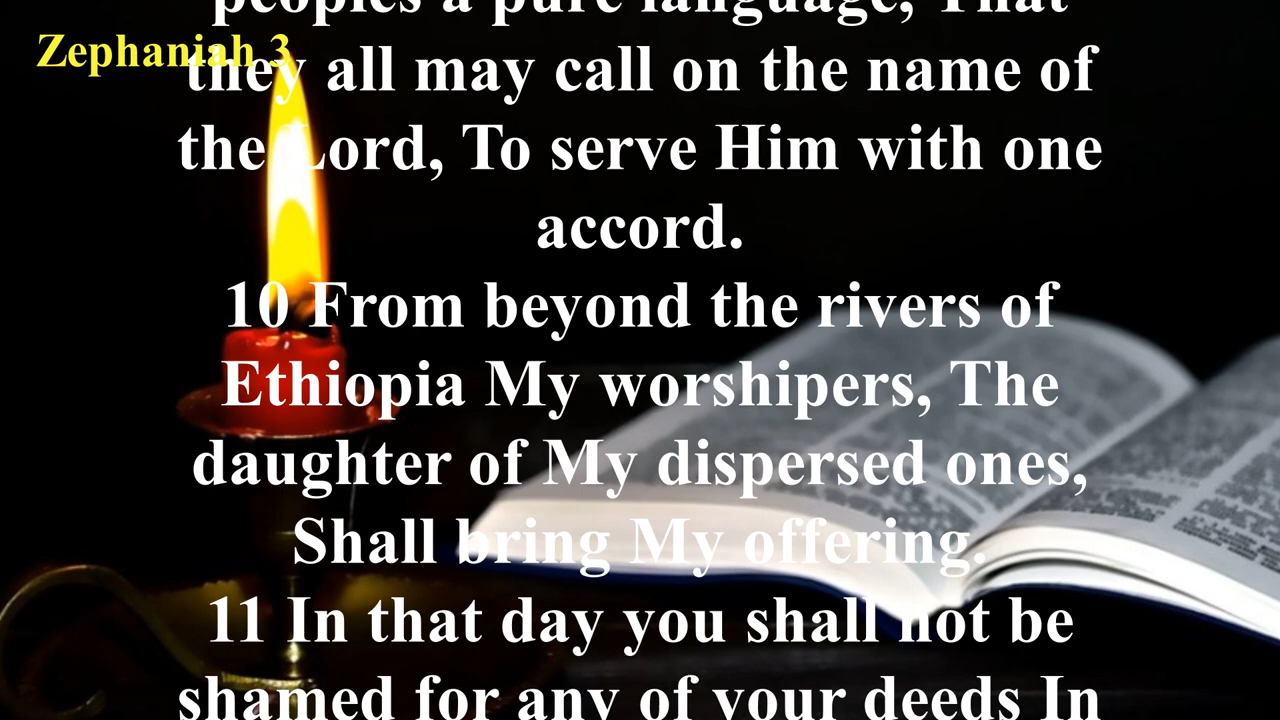 peoples a pure language, That
Zephaniah 3
they all may call on the name of
the Lord, To serve Him with one
accord.
10 From beyond the rivers of
Ethiopia My worshipers, The
daughter of My dispersed ones,
Shall bring My offering.
11 In that day you shall not be
shamed for any of your deeds In